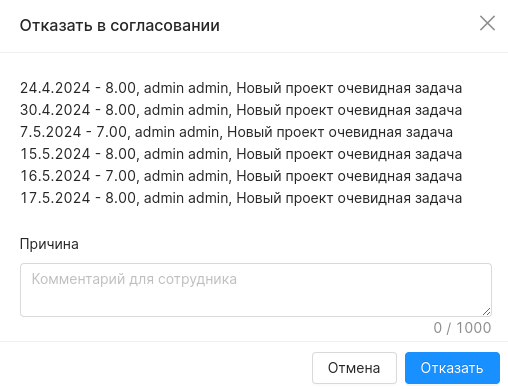 Отказать в согласовании
24.4.2024 - 8.00, admin admin, Новый проект очевидная задача
30.4.2024 - 8.00, admin admin, Новый проект очевидная задача
7.5.2024 - 7.00, admin admin, Новый проект очевидная задача
15.5.2024 - 8.00, admin admin, Новый проект очевидная задача
16.5.2024 - 7.00, admin admin, Новый проект очевидная задача
17.5.2024 - 8.00, admin admin, Новый проект очевидная задача
Причина
Комментарий для сотрудника
0 / 1000
Отмена Отказать